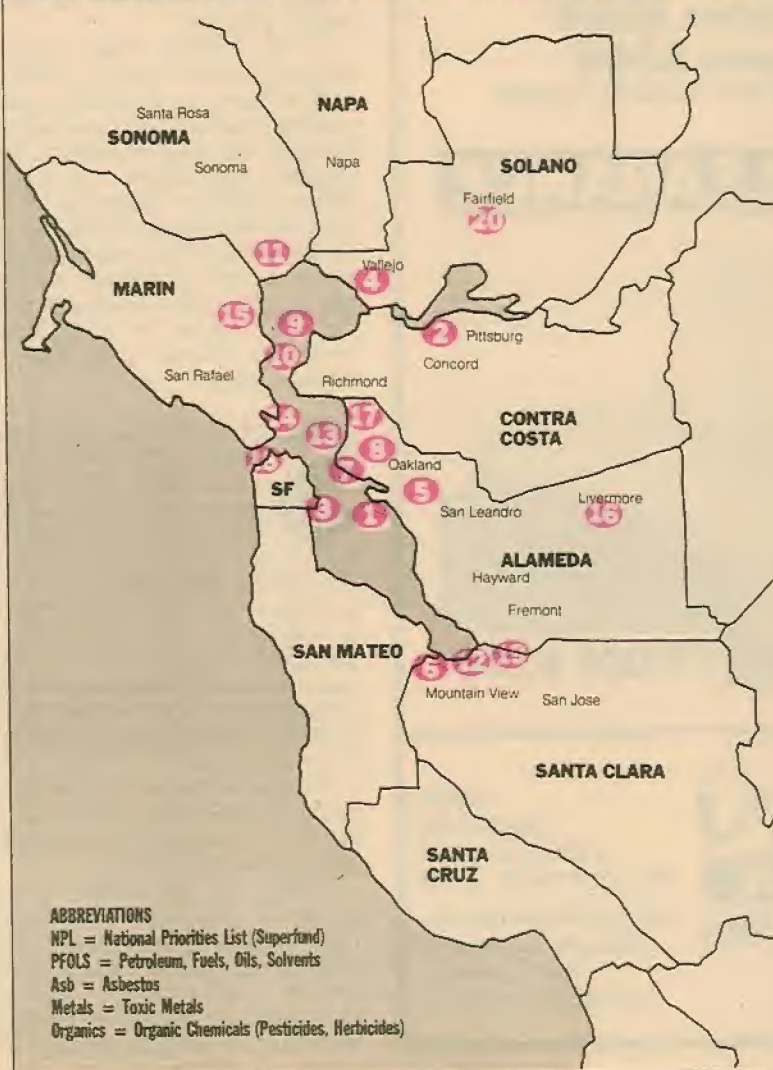 NAPA
Santa Rosa
SONOMA
Sonoma
Napa
SOLANO
Fairfield
20
11
Vallejo
4
MARIN
15
9
2
Pittsburg
10
Concord
San Rafael
Richmond
14
17
CONTRA
COSTA
13
8
Oakland
7
SF
5
Livermore
16
3
1
San Leandro
ALAMEDA
Hayward
Fremont
SAN MATEO
6
12
Mountain View
San Jose
SANTA CLARA
SANTA
CRUZ
ABBREVIATIONS
NPL = National Priorities List (Superfund)
PFOLS = Petroleum, Fuels, Oils, Solvents
Asb = Asbestos
Metals = Toxic Metals
Organics = Organic Chemicals (Pesticides, Herbicides)